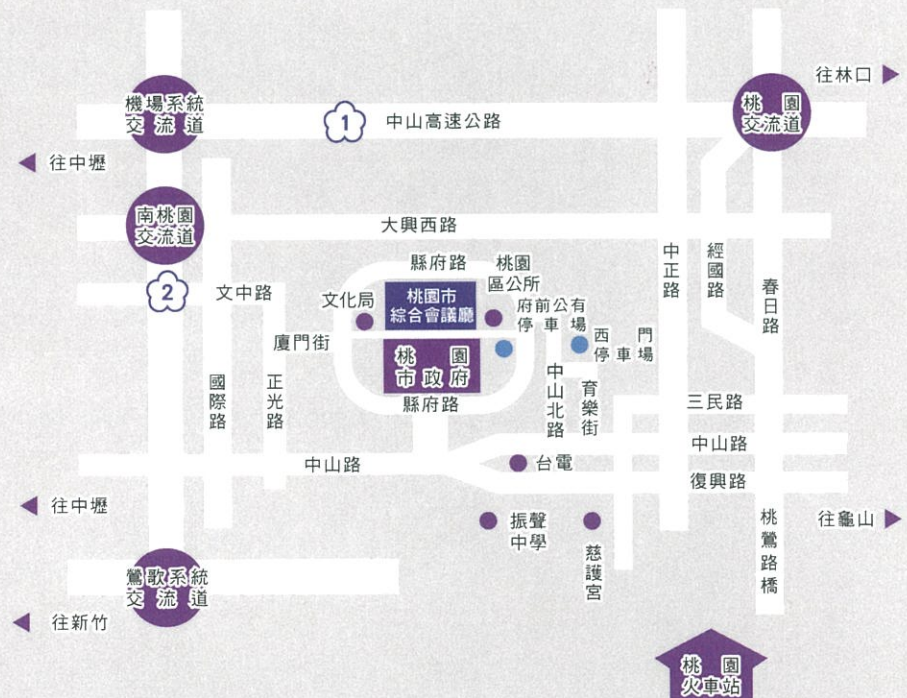 往林口
機場系統
交流道
1
中山高速公路
桃園
交流道
往中壢
南桃園
交流道
大興西路
2
文中路
縣府路
桃園
區公所
文化局
桃園市
綜合會議廳
府前公有
停車場
西門
停車場
廈門街
桃園
市政府
縣府路
中正路
經國路
春日路
國際路
正光路
中山北路
育樂街
三民路
中山路
中山路
台電
復興路
往中壢
振聲
中學
慈護宮
桃鶯路橋
往龜山
鶯歌系統
交流道
往新竹
桃園
火車站